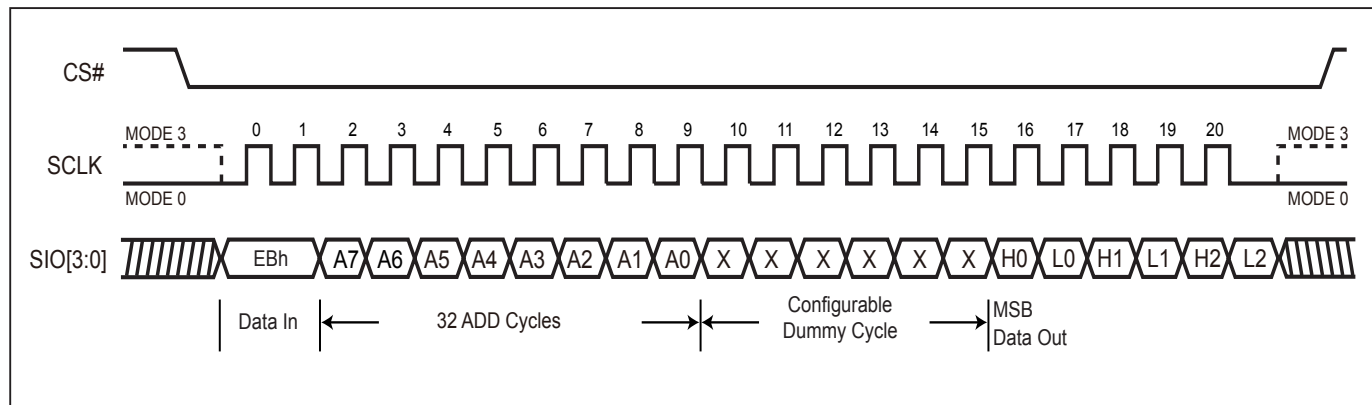 CS#
MODE 3
0 1 2 3 4 5 6 7 8 9 10 11 12 13 14 15 16 17 18 19 20
MODE 3
SCLK
MODE 0
MODE 0
SIO[3:0]
EBh A7 A6 A5 A4 A3 A2 A1 A0 X X X X X X H0 L0 H1 L1 H2 L2
Data In
32 ADD Cycles
Configurable
Dummy Cycle
MSB
Data Out